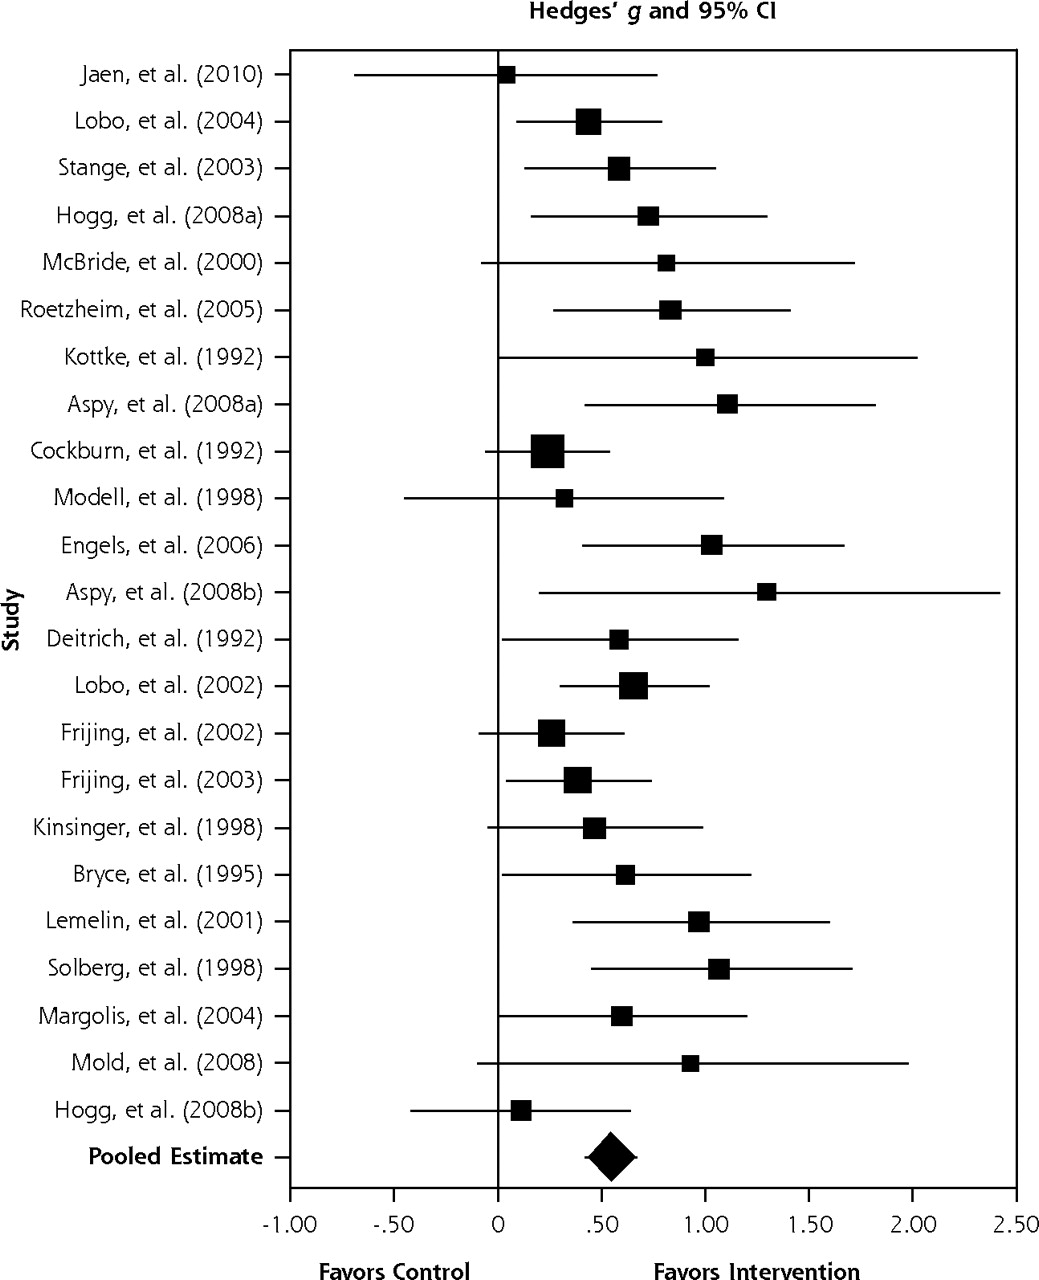 Hedges’ g and 95% CI
Jaen, et al. (2010)
Lobo, et al. (2004)
Stange, et al. (2003)
Hogg, et al. (2008a)
McBride, et al. (2000)
Roetzheim, et al. (2005)
Kottke, et al. (1992)
Aspy, et al. (2008a)
Cockburn, et al. (1992)
Modell, et al. (1998)
Engels, et al. (2006)
Aspy, et al. (2008b)
Study
Deitrich, et al. (1992)
Lobo, et al. (2002)
Frijing, et al. (2002)
Frijing, et al. (2003)
Kinsinger, et al. (1998)
Bryce, et al. (1995)
Lemelin, et al. (2001)
Solberg, et al. (1998)
Margolis, et al. (2004)
Mold, et al. (2008)
Hogg, et al. (2008b)
Pooled Estimate
-1.00 -.50 0 .50 1.00 1.50 2.00 2.50
Favors Control Favors Intervention